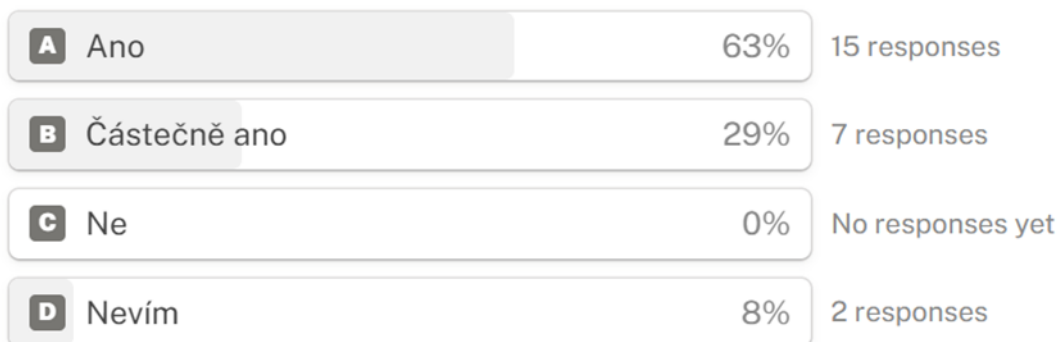 A Ano 63% 15 responses
B Částečně ano 29% 7 responses
C Ne 0% No responses yet
D Nevím 8% 2 responses